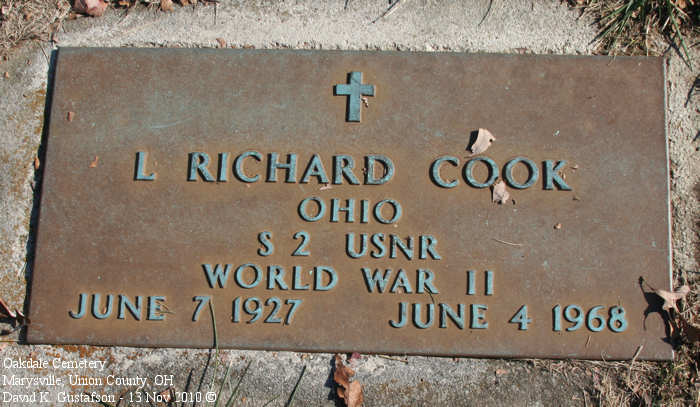 L RICHARD COOK
OHIO
S 2 USNR
WORLD WAR II
JUNE 7 1927 JUNE 4 1968
Oakdale Cemetery
Marysville, Union County, OH
David K. Gustafson - 13 Nov 2010 ©